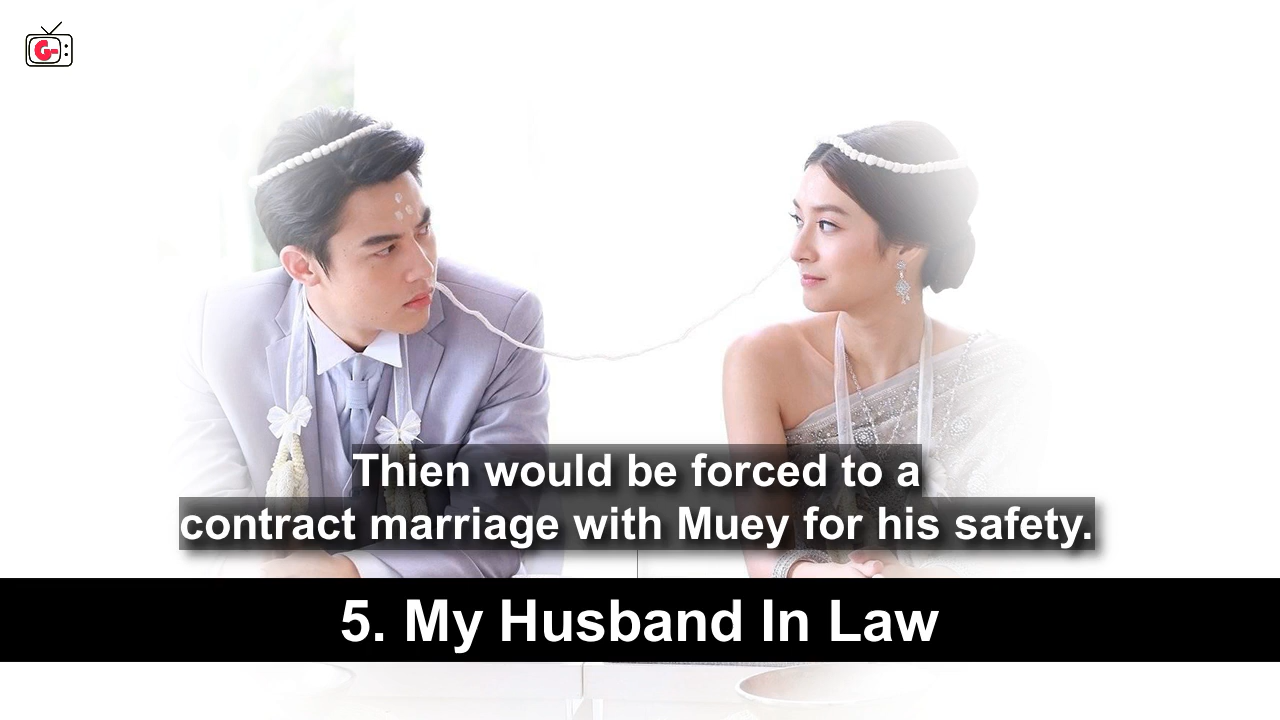 G-
Thien would be forced to a
contract marriage with Muey for his safety.
5. My Husband In Law